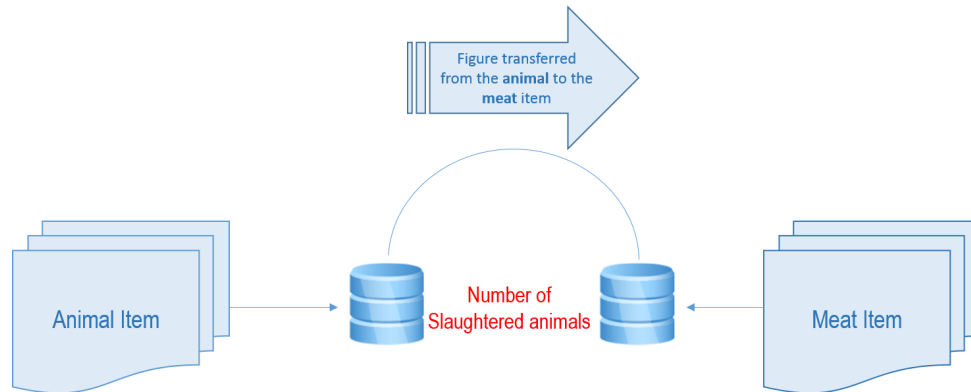 Figure transferred
from the animal to the
meat item
Animal Item
Number of
Slaughtered animals
Meat Item